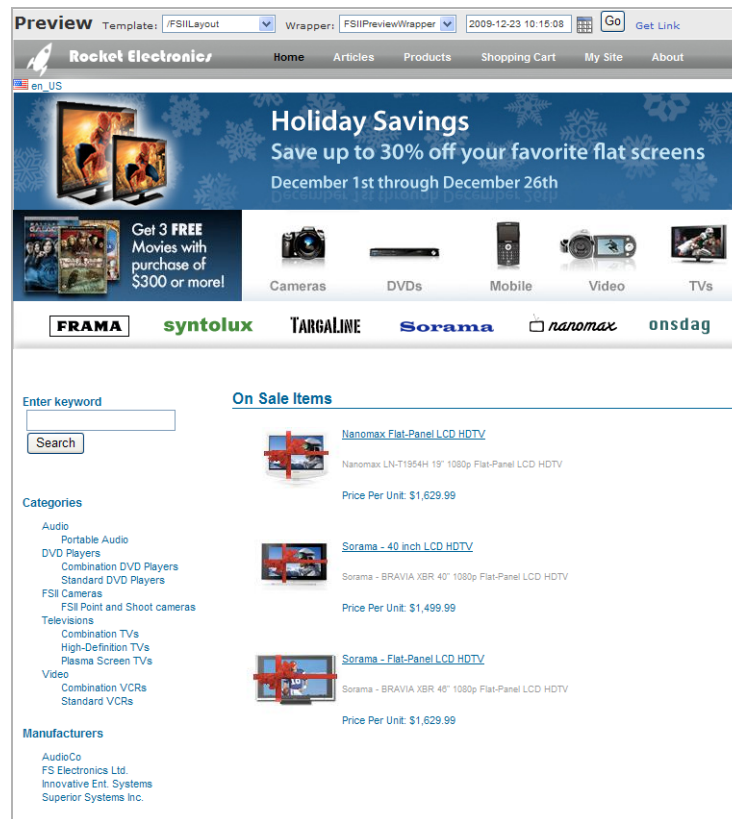 Preview Template: /FSIILayout Wrapper: FSIIPreviewWrapper 2009-12-23 10:15:08 Go Get Link
Rocket Electronics Home Articles Products Shopping Cart My Site About
en_US
Holiday Savings
Save up to 30% off your favorite flat screens
December 1st through December 26th
Get 3 FREE
Movies with
purchase of
$300 or more!
Cameras DVDs Mobile Video TVs
FRAMA syntolux TARGALINE Sorama nanomax onsdag
Enter keyword
Search
Categories
Audio
Portable Audio
DVD Players
Combination DVD Players
Standard DVD Players
FSII Cameras
FSII Point and Shoot cameras
Televisions
Combination TVs
High-Definition TVs
Plasma Screen TVs
Video
Combination VCRs
Standard VCRs
Manufacturers
AudioCo
FS Electronics Ltd.
Innovative Ent. Systems
Superior Systems Inc.
On Sale Items
Nanomax Flat-Panel LCD HDTV
Nanomax LN-T1954H 19" 1080p Flat-Panel LCD HDTV
Price Per Unit: $1,629.99
Sorama - 40 inch LCD HDTV
Sorama - BRAVIA XBR 40" 1080p Flat-Panel LCD HDTV
Price Per Unit: $1,499.99
Sorama - Flat-Panel LCD HDTV
Sorama - BRAVIA XBR 46" 1080p Flat-Panel LCD HDTV
Price Per Unit: $1,629.99